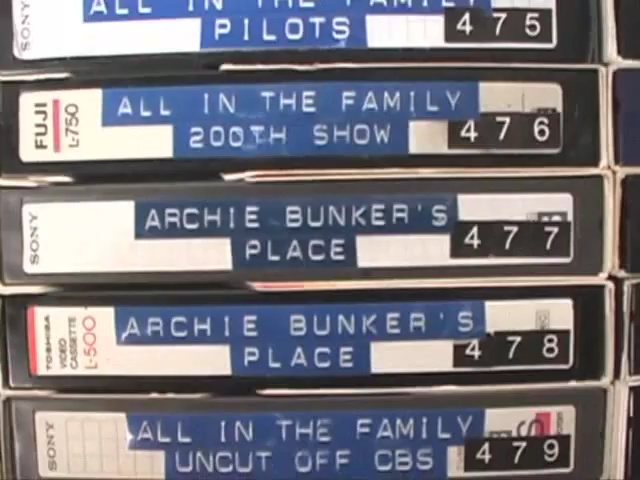 SONY
ALL IN THE FAMILY
PILOTS
475
FUJI
L-750
ALL IN THE FAMILY
200TH SHOW
476
SONY
ARCHIE BUNKER'S
PLACE
477
TOSHIBA
VIDEO
CASSETTE
L-500
ARCHIE BUNKER'S
PLACE
478
SONY
ALL IN THE FAMILY
UNCUT OFF CBS
479